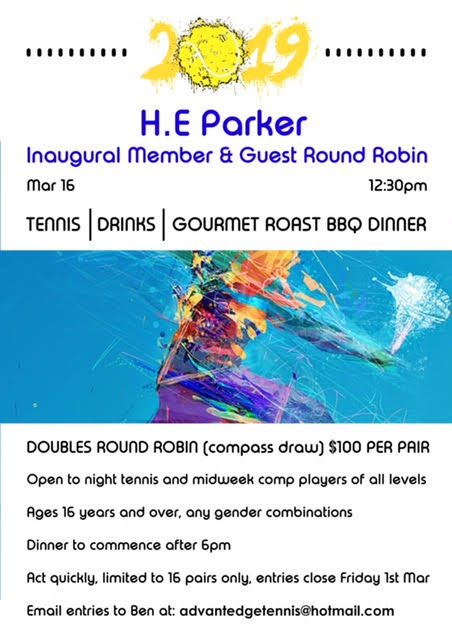 2019
H.E Parker
Inaugural Member & Guest Round Robin
Mar 16 12:30pm
TENNIS | DRINKS | GOURMET ROAST BBQ DINNER
DOUBLES ROUND ROBIN (compass draw) $100 PER PAIR
Open to night tennis and midweek comp players of all levels
Ages 16 years and over, any gender combinations
Dinner to commence after 6pm
Act quickly, limited to 16 pairs only, entries close Friday 1st Mar
Email entries to Ben at: advantedgetennis@hotmail.com